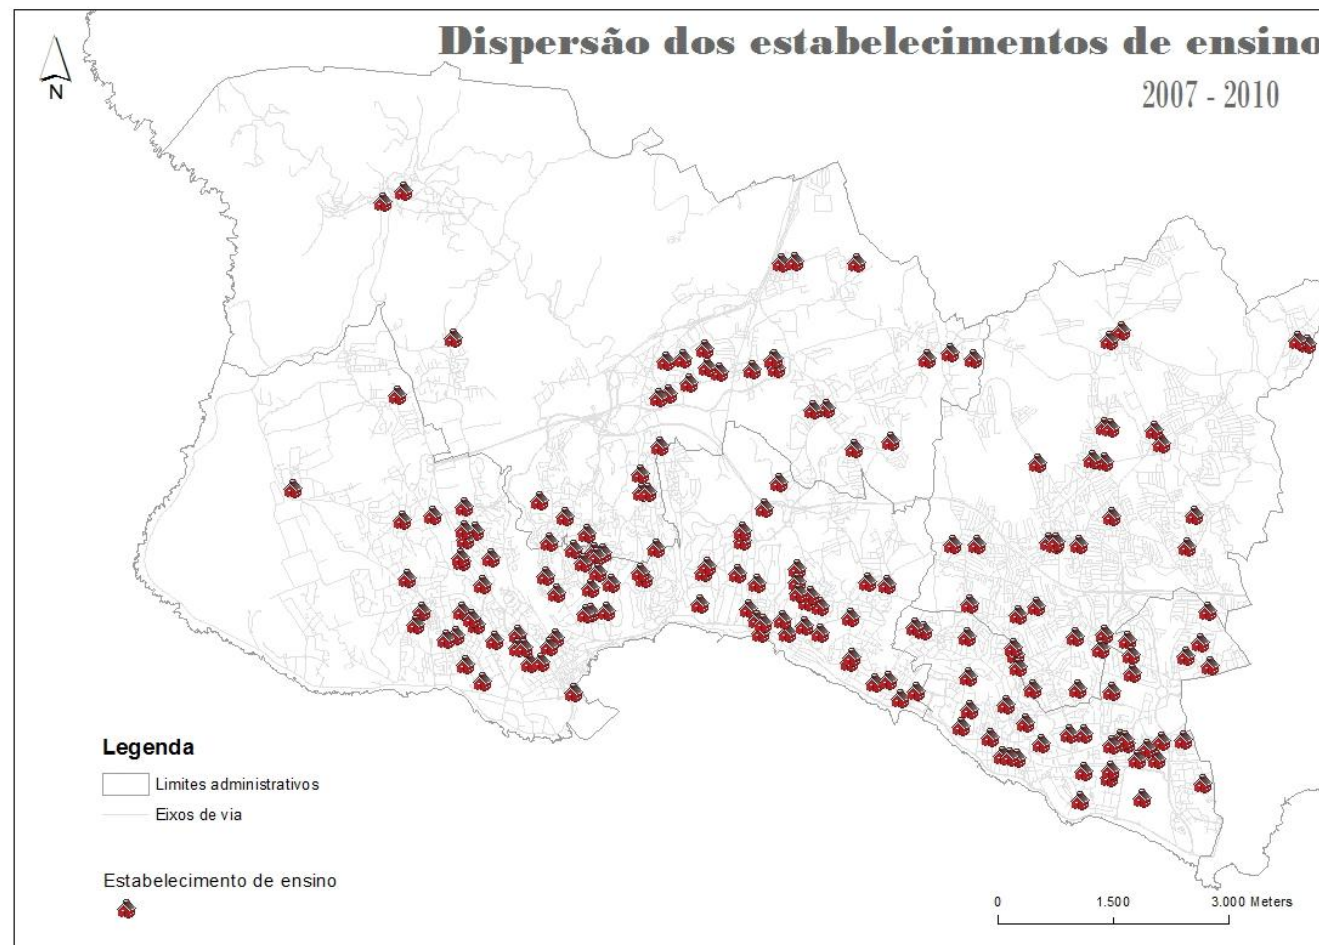 Dispersão dos estabelecimentos de ensino
2007 - 2010
N
Legenda
Limites administrativos
Eixos de via
Estabelecimento de ensino
0 1.500 3.000 Meters